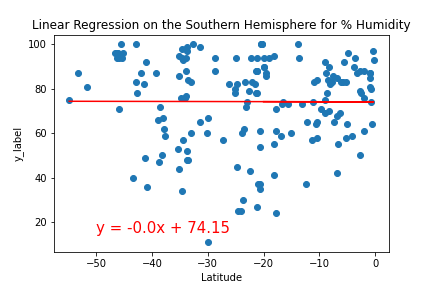 Linear Regression on the Southern Hemisphere for % Humidity
y_label
100
80
60
40
20
y = -0.0x + 74.15
−50 −40 −30 −20 −10 0
Latitude